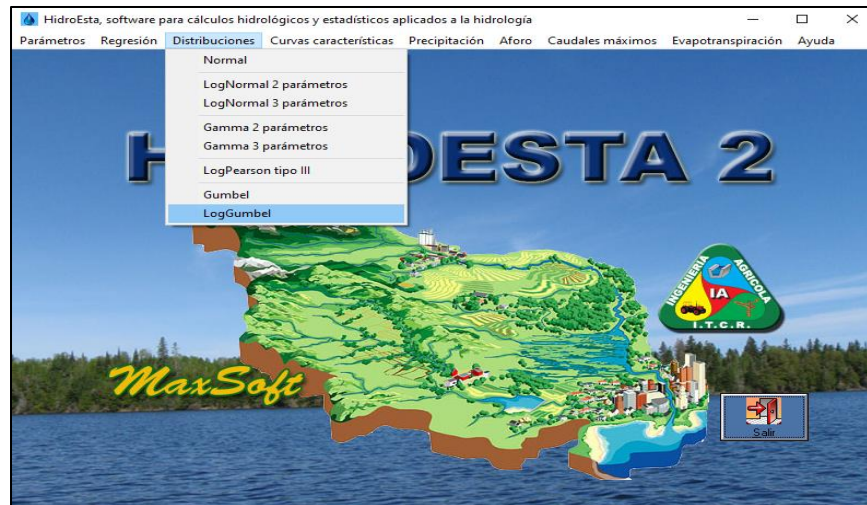 HidroEsta, software para cálculos hidrológicos y estadísticos aplicados a la hidrología
Parámetros Regresión Distribuciones Curvas características Precipitación Aforo Caudales máximos Evapotranspiración Ayuda
Normal
LogNormal 2 parámetros
LogNormal 3 parámetros
Gamma 2 parámetros
Gamma 3 parámetros
LogPearson tipo III
Gumbel
LogGumbel
H OESTA 2
INGENIERIA AGRICOLA
IA
I.T.C.R.
MaxSoft
Salir